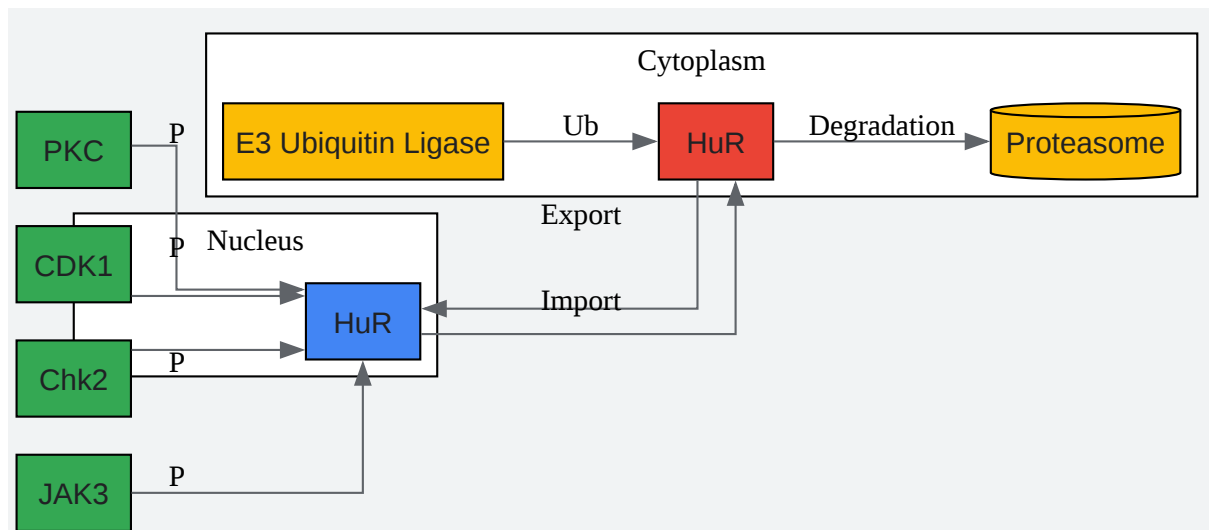 Cytoplasm
E3 Ubiquitin Ligase
Ub
HuR
Degradation
Proteasome
PKC
P
Export
CDK1
P
Nucleus
HuR
Import
Chk2
P
JAK3
P